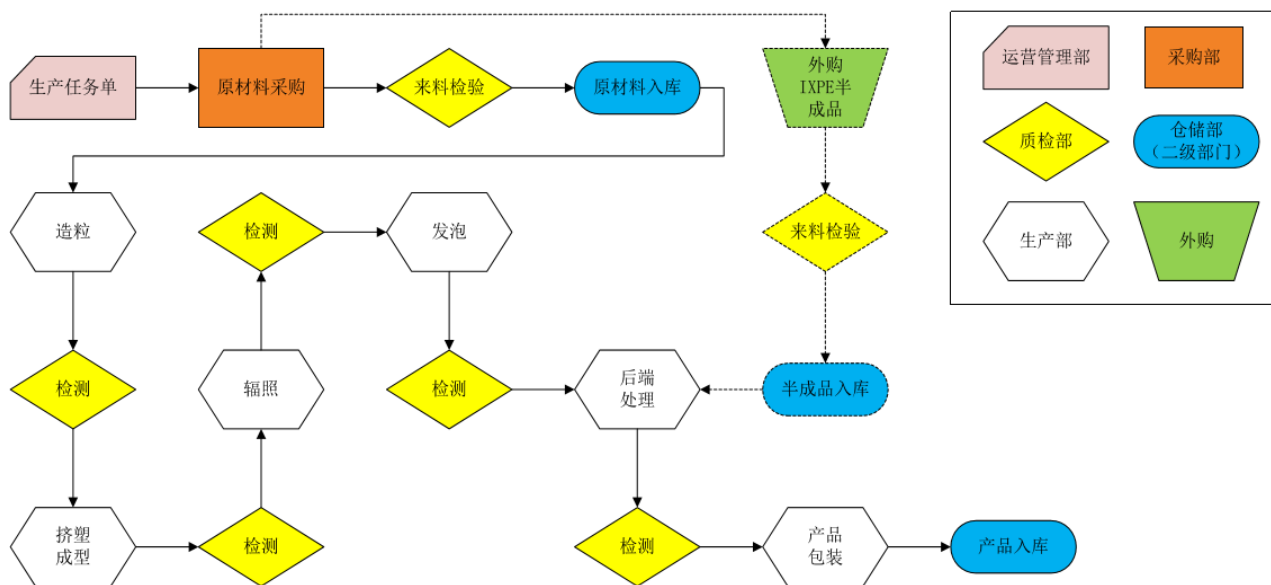 生产任务单
原材料采购
来料检验
原材料入库
外购
IXPE半
成品
运营管理部
采购部
质检部
仓储部
（二级部门）
造粒
检测
发泡
来料检验
生产部
外购
检测
辐照
检测
后端
处理
半成品入库
挤塑
成型
检测
检测
产品
包装
产品入库